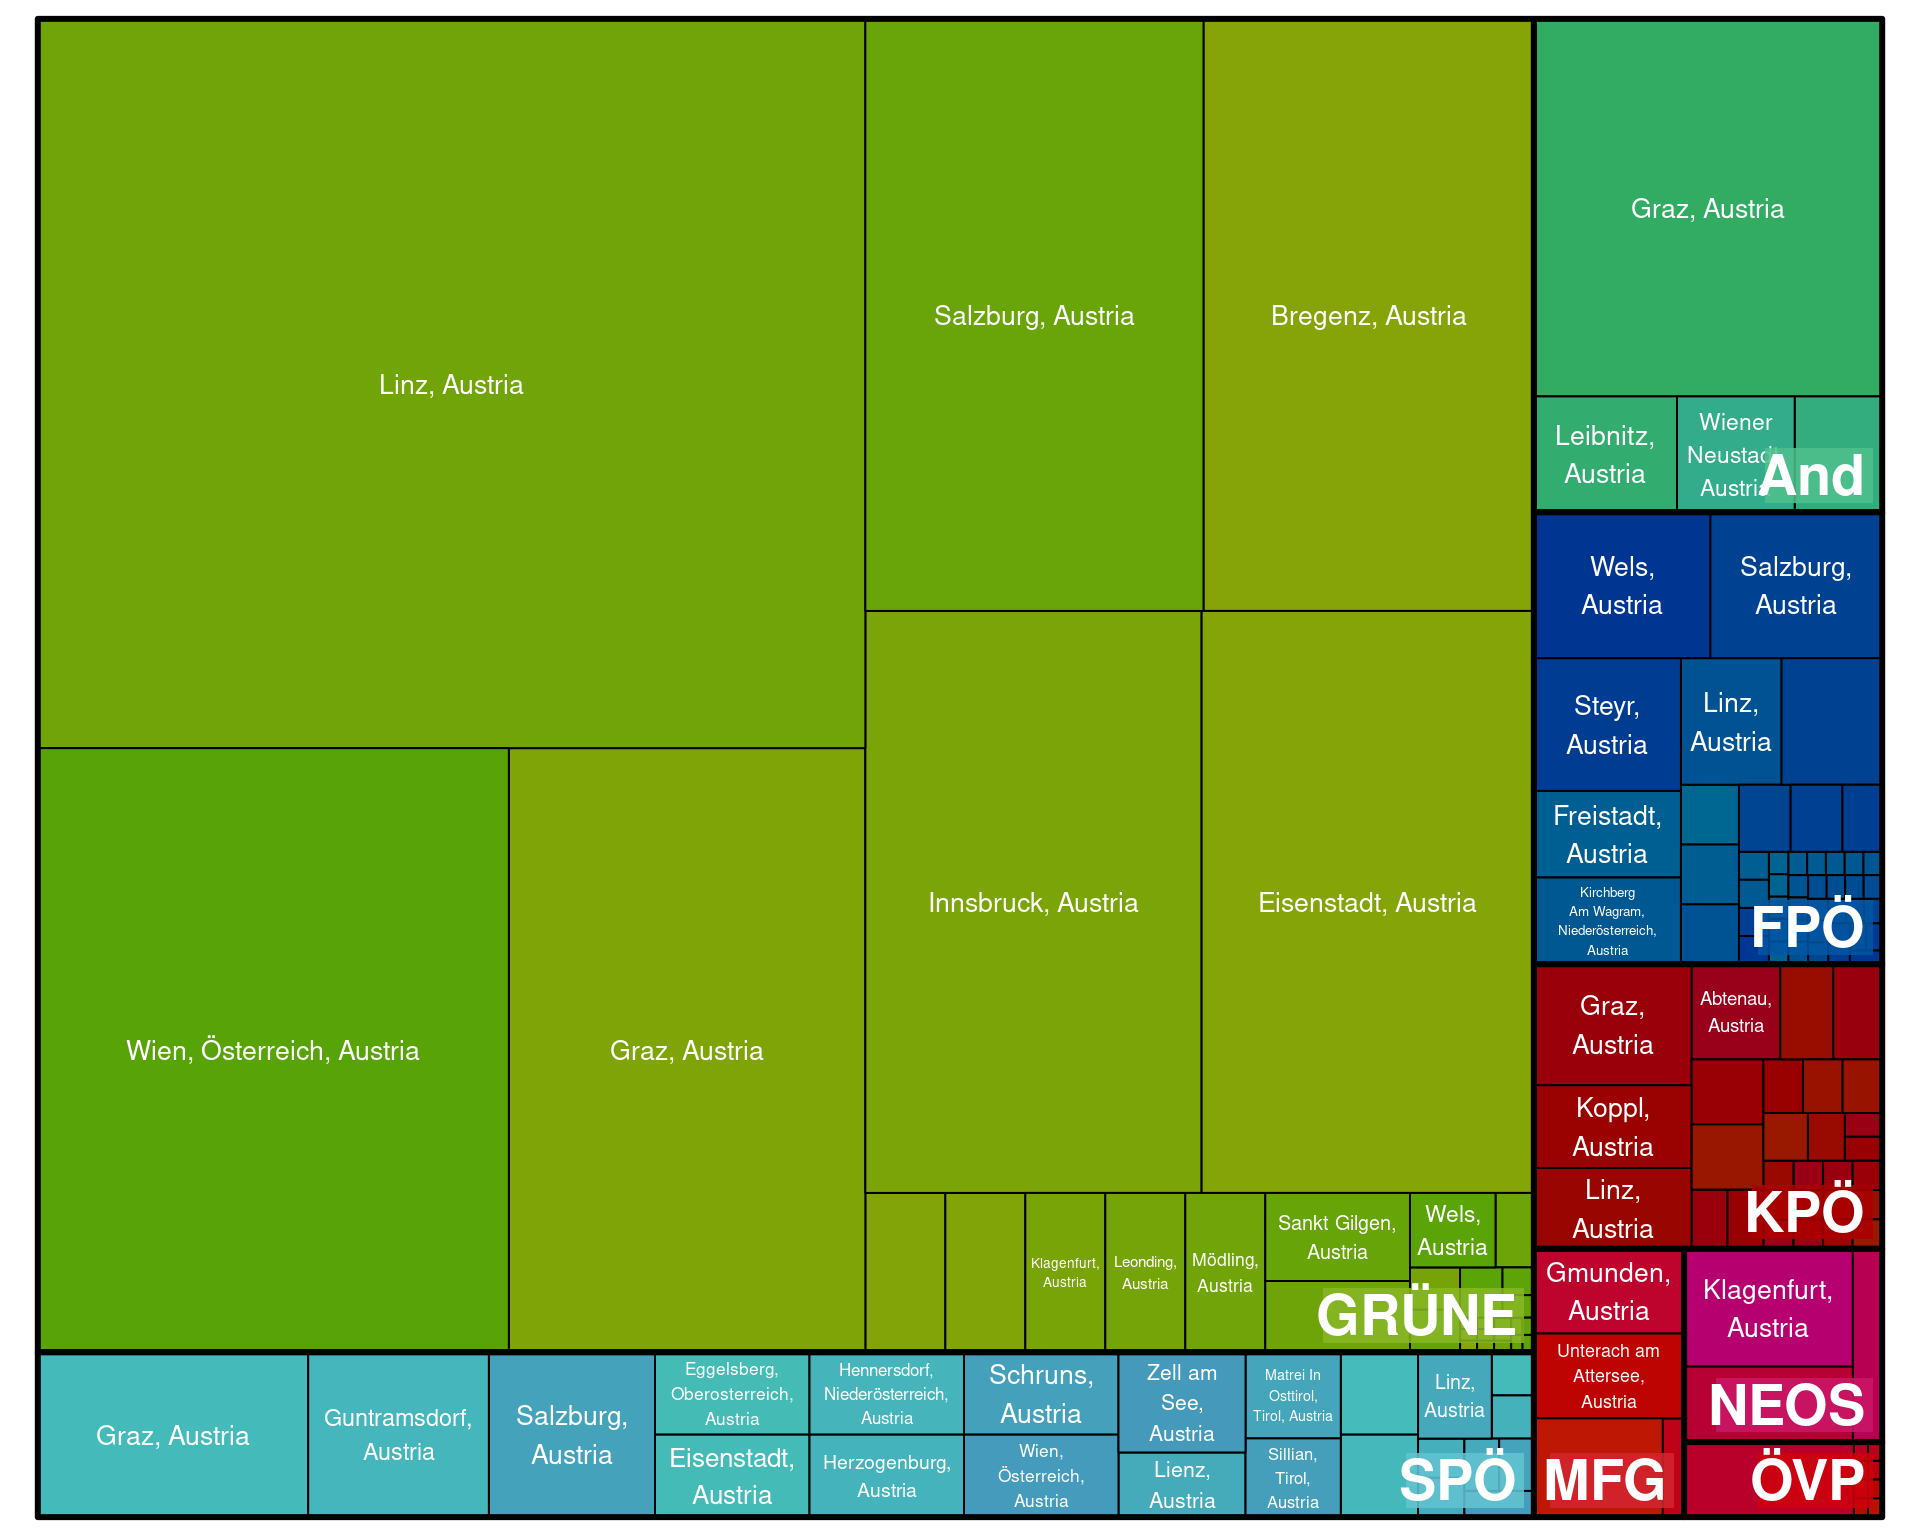 Linz, Austria
Salzburg, Austria
Bregenz, Austria
Wien, Österreich, Austria
Graz, Austria
Innsbruck, Austria
Eisenstadt, Austria
Klagenfurt,
Austria
Leonding,
Austria
Mödling,
Austria
Sankt Gilgen,
Austria
Wels,
Austria
GRÜNE
Graz, Austria
Guntramsdorf,
Austria
Salzburg,
Austria
Eggelsberg,
Oberosterreich,
Austria
Eisenstadt,
Austria
Hennersdorf,
Niederösterreich,
Austria
Herzogenburg,
Austria
Schruns,
Austria
Wien,
Österreich,
Austria
Zell am
See,
Austria
Lienz,
Austria
Matrei In
Osttirol,
Tirol, Austria
Sillian,
Tirol,
Austria
Linz,
Austria
SPÖ
Graz, Austria
Leibnitz,
Austria
Wiener
Neustadt,
Austria
And
Wels,
Austria
Salzburg,
Austria
Steyr,
Austria
Linz,
Austria
Freistadt,
Austria
Kirchberg
Am Wagram,
Niederösterreich,
Austria
FPÖ
Graz,
Austria
Abtenau,
Austria
Koppl,
Austria
Linz,
Austria
KPÖ
Gmunden,
Austria
Unterach am
Attersee,
Austria
MFG
Klagenfurt,
Austria
NEOS
ÖVP